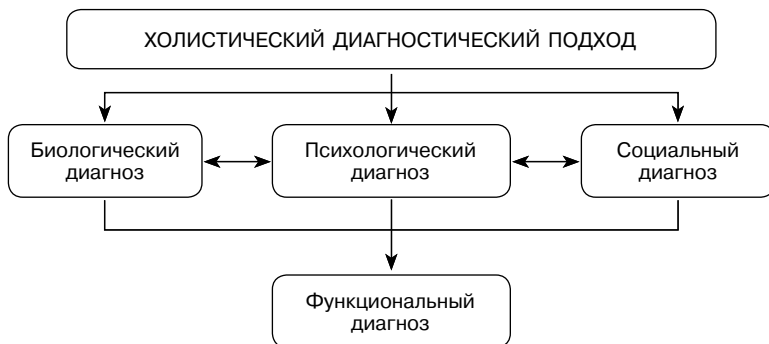 ХОЛИСТИЧЕСКИЙ ДИАГНОСТИЧЕСКИЙ ПОДХОД
Биологический
диагноз
Психологический
диагноз
Социальный
диагноз
Функциональный
диагноз